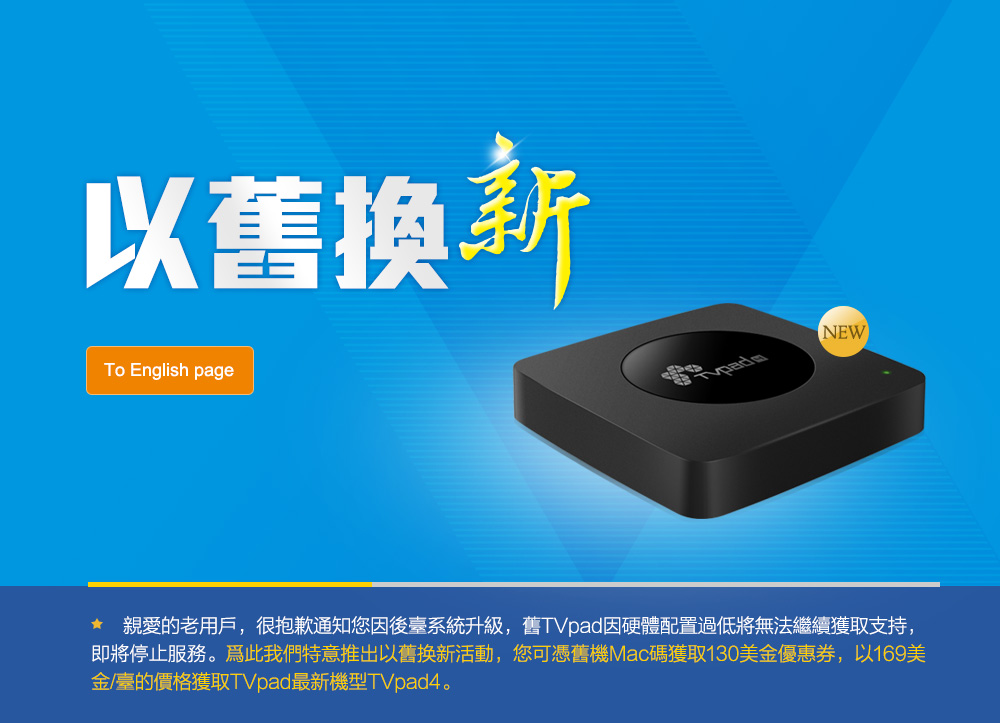 以舊換新
To English page
NEW
TVpad
★ 親愛的老用戶，很抱歉通知您因後臺系統升級，舊TVpad因硬體配置過低將無法繼續獲取支持，
即將停止服務。爲此我們特意推出以舊換新活動，您可憑舊機Mac碼獲取130美金優惠券，以169美
金/臺的價格獲取TVpad最新機型TVpad4。